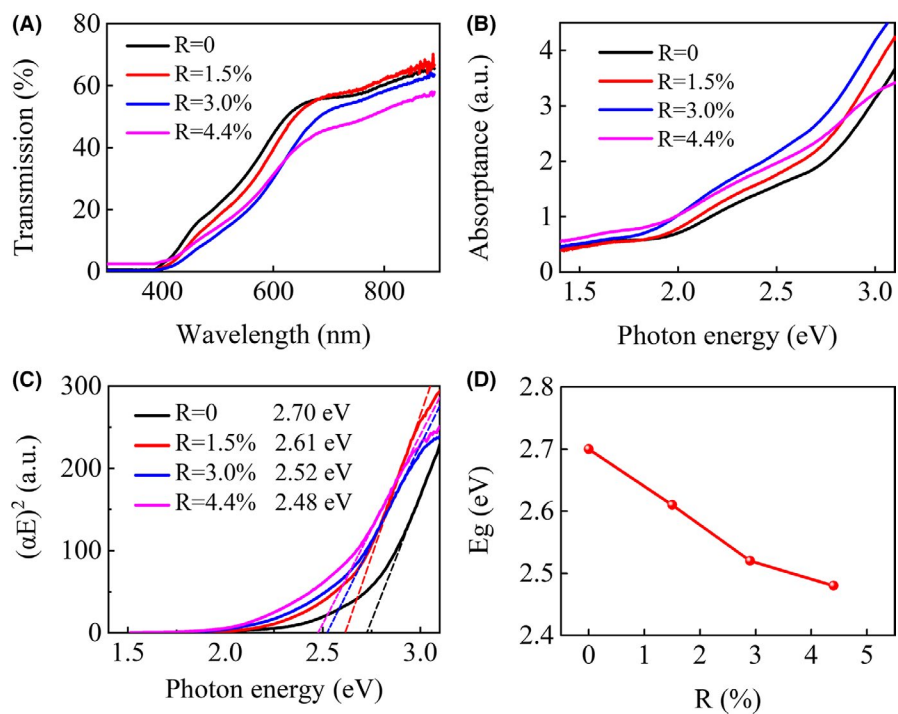 (A)
80
60
40
20
0
Transmission (%)
R=0
R=1.5%
R=3.0%
R=4.4%
400
600
800
Wavelength (nm)
(B)
4
3
2
1
0
Absorptance (a.u.)
R=0
R=1.5%
R=3.0%
R=4.4%
1.5
2.0
2.5
3.0
Photon energy (eV)
(C)
300
200
100
0
(αE)² (a.u.)
R=0 2.70 eV
R=1.5% 2.61 eV
R=3.0% 2.52 eV
R=4.4% 2.48 eV
1.5
2.0
2.5
3.0
Photon energy (eV)
(D)
2.8
2.7
2.6
2.5
2.4
Eg (eV)
0
1
2
3
4
5
R (%)